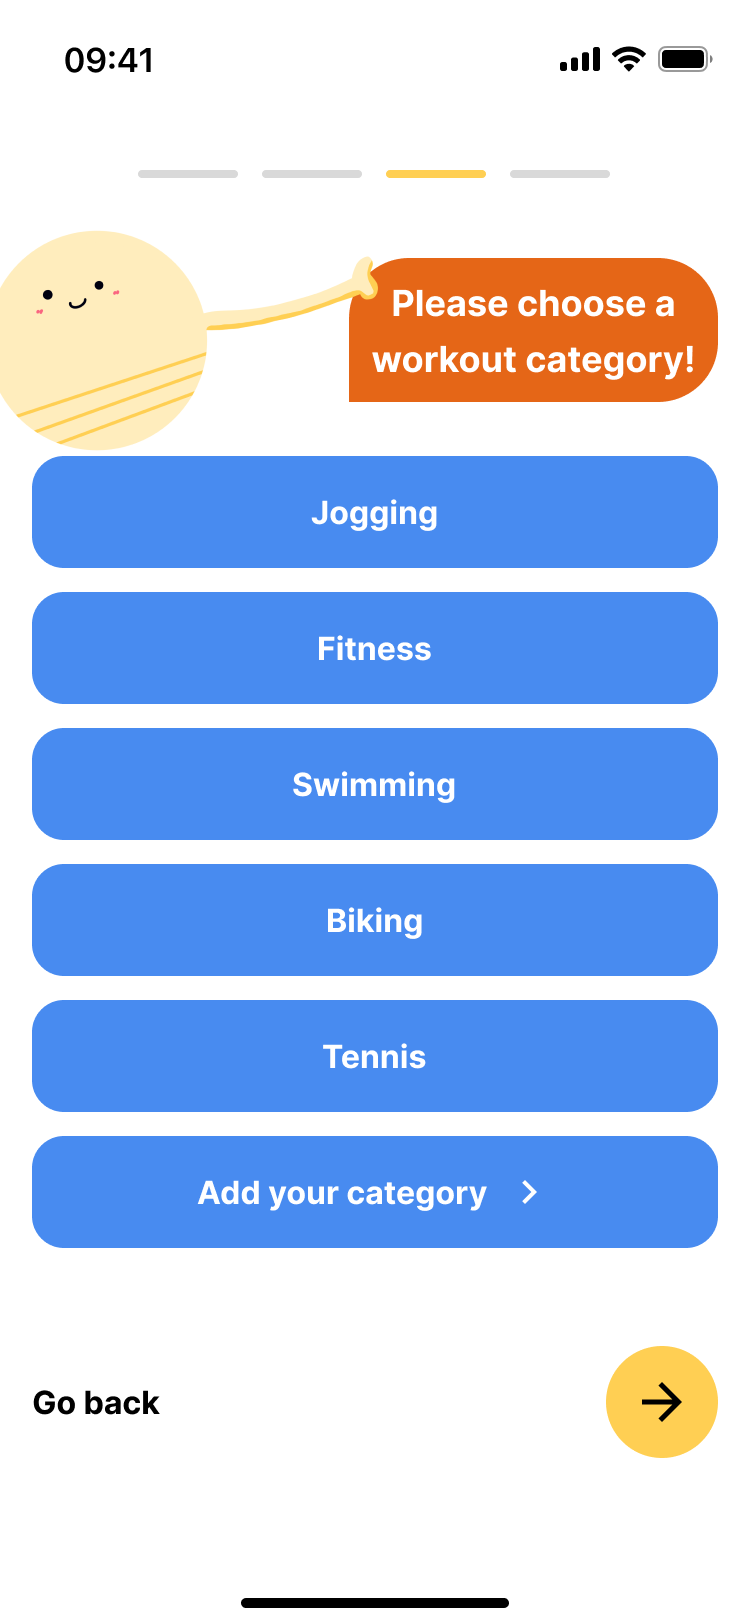 09:41
Please choose a
workout category!
Jogging
Fitness
Swimming
Biking
Tennis
Add your category
Go back